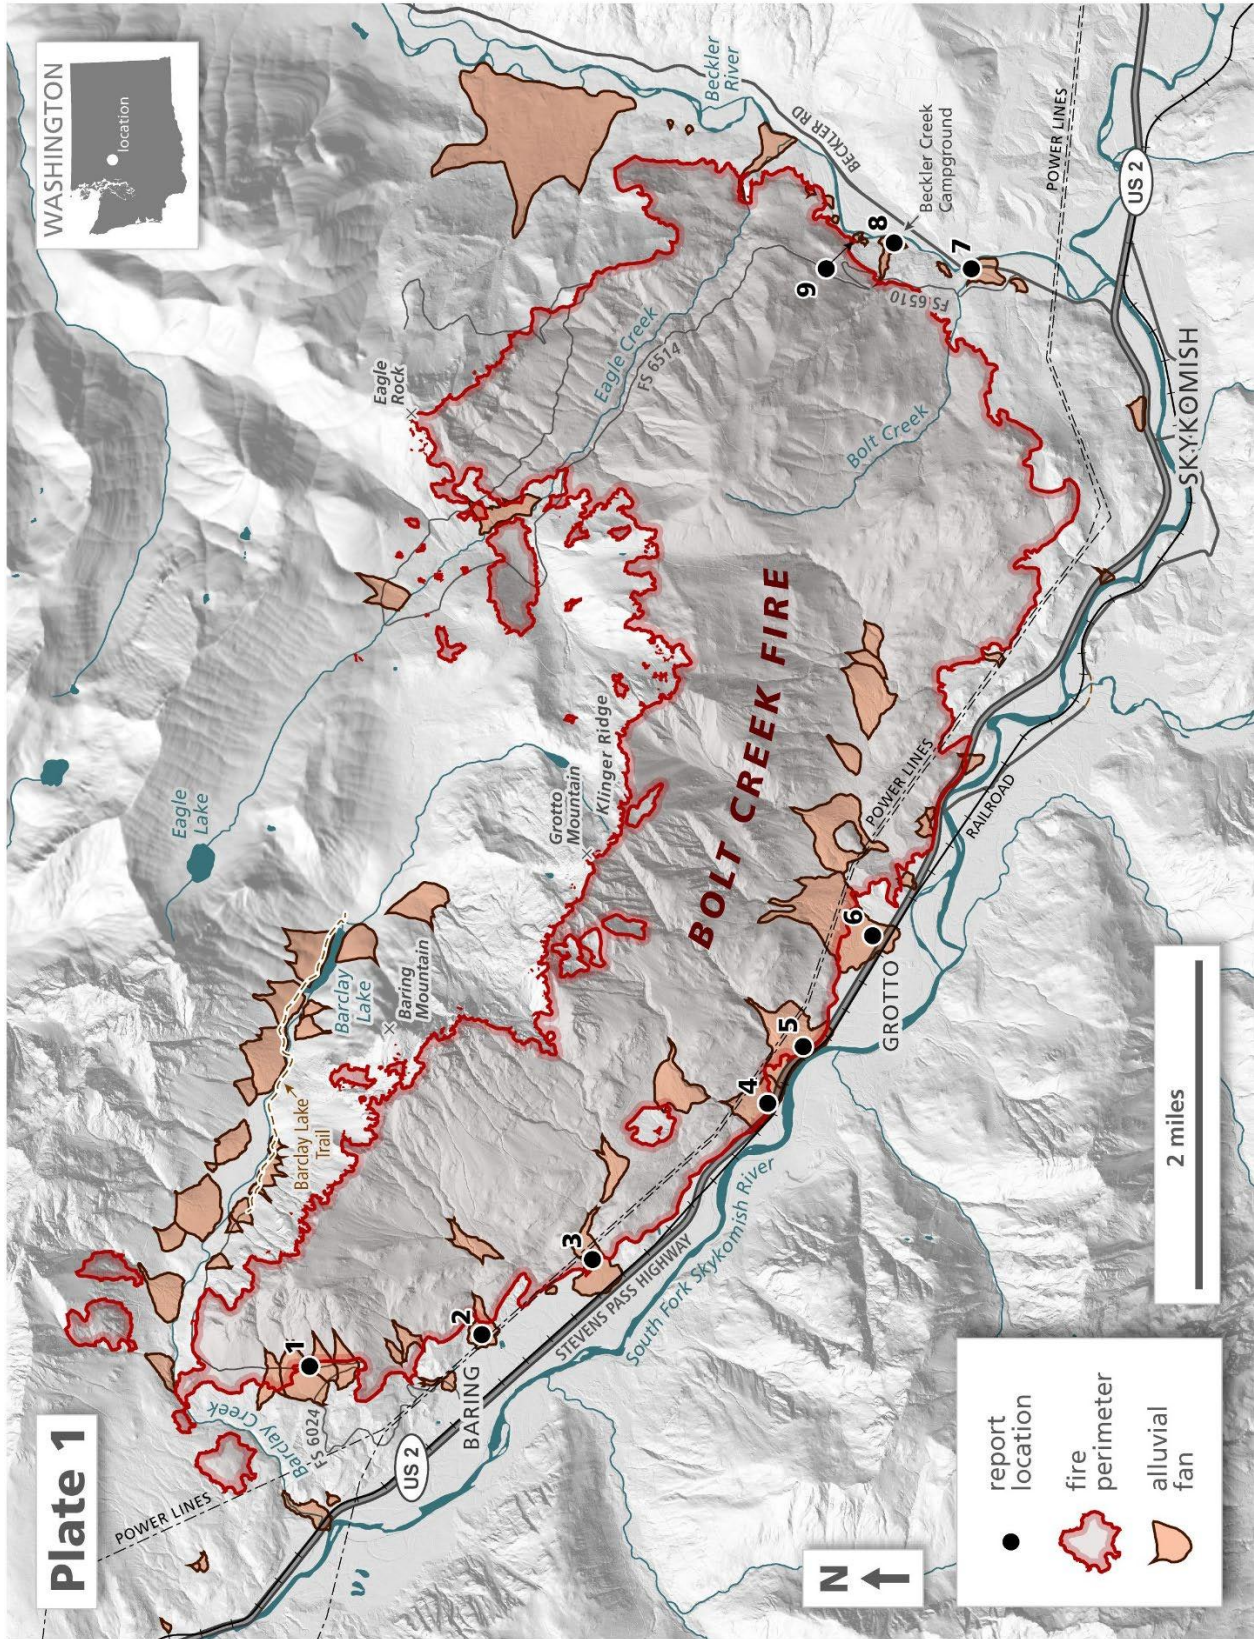 Plate 1
WASHINGTON
location
POWER LINES
Barclay Creek
FS 6024
1
US 2
BARING
2
Barclay Lake
Trail
Barclay
Lake
Baring
Mountain
Eagle
Lake
Eagle
Rock
Grotto
Mountain
Klinger Ridge
Eagle Creek
FS 6514
Beckler
River
BECKLER RD
3
STEVENS PASS HIGHWAY
South Fork Skykomish River
4
5
BOLT CREEK FIRE
9
8
Beckler Creek
Campground
FS 6510
7
Bolt Creek
6
GROTTO
POWER LINES
RAILROAD
POWER LINES
US 2
SKYKOMISH
N
report
location
fire
perimeter
alluvial
fan
2 miles